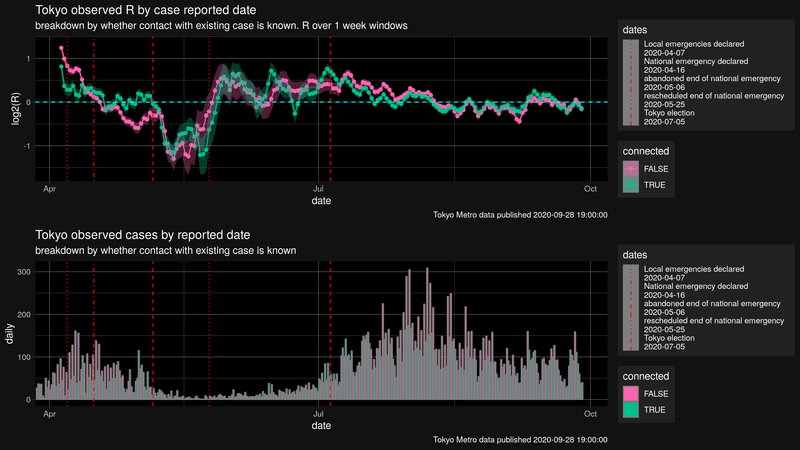 Tokyo observed R by case reported date
breakdown by whether contact with existing case is known. R over 1 week windows
log2(R)
1
0
-1
Apr
Jul
Oct
date
Tokyo Metro data published 2020-09-28 19:00:00
dates
Local emergencies declared
2020-04-07
National emergency declared
2020-04-16
abandoned end of national emergency
2020-05-06
rescheduled end of national emergency
2020-05-25
Tokyo election
2020-07-05
connected
FALSE
TRUE
Tokyo observed cases by reported date
breakdown by whether contact with existing case is known
daily
300
200
100
0
Apr
Jul
Oct
date
Tokyo Metro data published 2020-09-28 19:00:00
dates
Local emergencies declared
2020-04-07
National emergency declared
2020-04-16
abandoned end of national emergency
2020-05-06
rescheduled end of national emergency
2020-05-25
Tokyo election
2020-07-05
connected
FALSE
TRUE